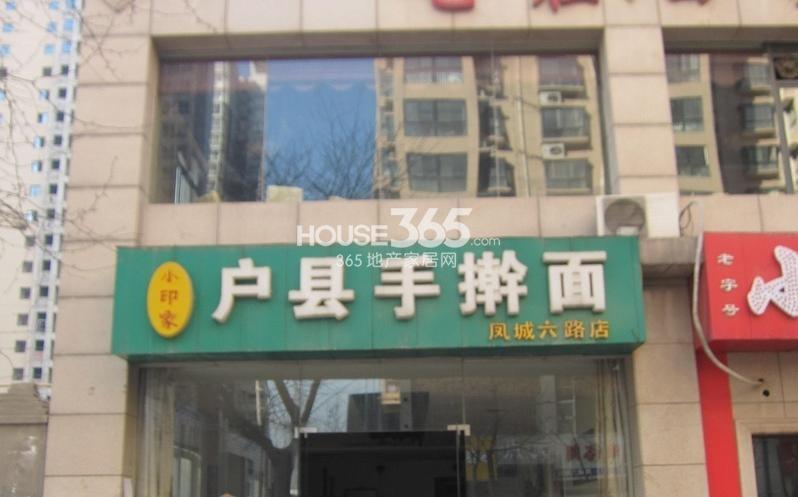 HOUSE365.com
365地产家居网
小印象
户县手擀面
凤城六路店
老字号
小